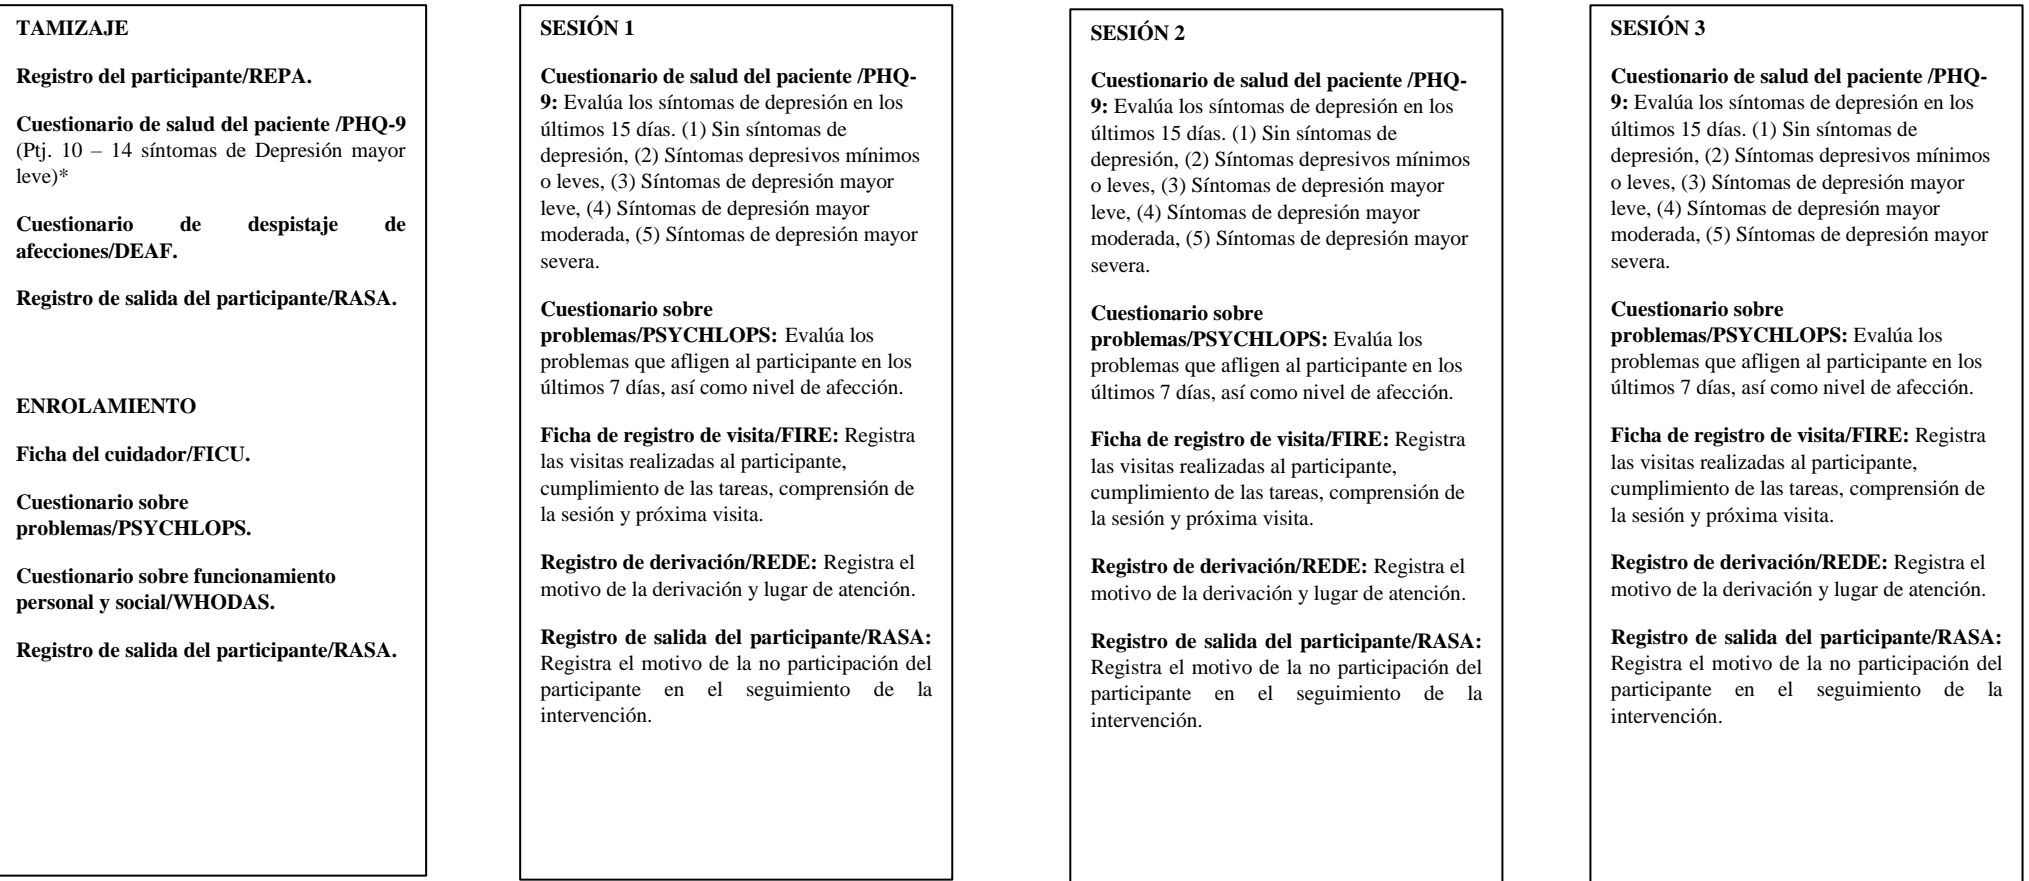 TAMIZAJE
Registro del participante/REPA.
Cuestionario de salud del paciente /PHQ-9
(Ptj. 10 – 14 síntomas de Depresión mayor
leve)*
Cuestionario de despistaje de
afecciones/DEAF.
Registro de salida del participante/RASA.
ENROLAMIENTO
Ficha del cuidador/FICU.
Cuestionario sobre
problemas/PSYCHLOPS.
Cuestionario sobre funcionamiento
personal y social/WHODAS.
Registro de salida del participante/RASA.
SESIÓN 1
Cuestionario de salud del paciente /PHQ-
9: Evalúa los síntomas de depresión en los
últimos 15 días. (1) Sin síntomas de
depresión, (2) Síntomas depresivos mínimos
o leves, (3) Síntomas de depresión mayor
leve, (4) Síntomas de depresión mayor
moderada, (5) Síntomas de depresión mayor
severa.
Cuestionario sobre
problemas/PSYCHLOPS: Evalúa los
problemas que afligen al participante en los
últimos 7 días, así como nivel de afección.
Ficha de registro de visita/FIRE: Registra
las visitas realizadas al participante,
cumplimiento de las tareas, comprensión de
la sesión y próxima visita.
Registro de derivación/REDE: Registra el
motivo de la derivación y lugar de atención.
Registro de salida del participante/RASA:
Registra el motivo de la no participación del
participante en el seguimiento de la
intervención.
SESIÓN 2
Cuestionario de salud del paciente /PHQ-
9: Evalúa los síntomas de depresión en los
últimos 15 días. (1) Sin síntomas de
depresión, (2) Síntomas depresivos mínimos
o leves, (3) Síntomas de depresión mayor
leve, (4) Síntomas de depresión mayor
moderada, (5) Síntomas de depresión mayor
severa.
Cuestionario sobre
problemas/PSYCHLOPS: Evalúa los
problemas que afligen al participante en los
últimos 7 días, así como nivel de afección.
Ficha de registro de visita/FIRE: Registra
las visitas realizadas al participante,
cumplimiento de las tareas, comprensión de
la sesión y próxima visita.
Registro de derivación/REDE: Registra el
motivo de la derivación y lugar de atención.
Registro de salida del participante/RASA:
Registra el motivo de la no participación del
participante en el seguimiento de la
intervención.
SESIÓN 3
Cuestionario de salud del paciente /PHQ-
9: Evalúa los síntomas de depresión en los
últimos 15 días. (1) Sin síntomas de
depresión, (2) Síntomas depresivos mínimos
o leves, (3) Síntomas de depresión mayor
leve, (4) Síntomas de depresión mayor
moderada, (5) Síntomas de depresión mayor
severa.
Cuestionario sobre
problemas/PSYCHLOPS: Evalúa los
problemas que afligen al participante en los
últimos 7 días, así como nivel de afección.
Ficha de registro de visita/FIRE: Registra
las visitas realizadas al participante,
cumplimiento de las tareas, comprensión de
la sesión y próxima visita.
Registro de derivación/REDE: Registra el
motivo de la derivación y lugar de atención.
Registro de salida del participante/RASA:
Registra el motivo de la no participación del
participante en el seguimiento de la
intervención.